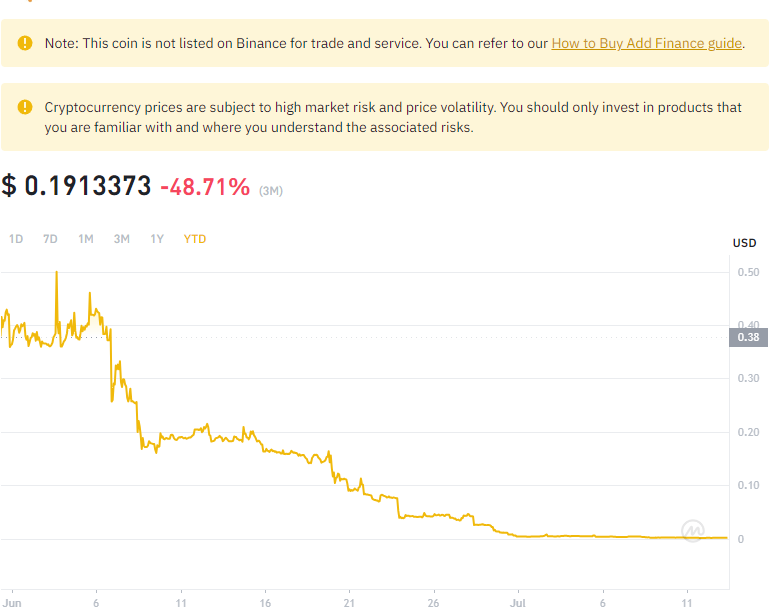 Note: This coin is not listed on Binance for trade and service. You can refer to our How to Buy Add Finance guide.
Cryptocurrency prices are subject to high market risk and price volatility. You should only invest in products that
you are familiar with and where you understand the associated risks.
$ 0.1913373 -48.71% (3M)
1D 7D 1M 3M 1Y YTD
USD
0.50
0.40
0.38
0.30
0.20
0.10
0
Jun 6 11 16 21 26 Jul 6 11